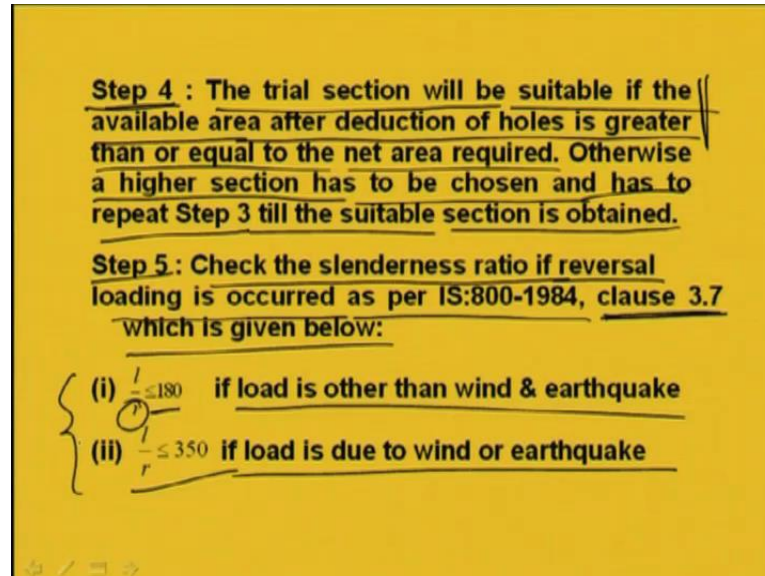 Step 4 : The trial section will be suitable if the
available area after deduction of holes is greater
than or equal to the net area required. Otherwise
a higher section has to be chosen and has to
repeat Step 3 till the suitable section is obtained.
Step 5 : Check the slenderness ratio if reversal
loading is occurred as per IS:800-1984, clause 3.7
which is given below:
(i) l/r ≤180 if load is other than wind & earthquake
(ii) l/r ≤ 350 if load is due to wind or earthquake